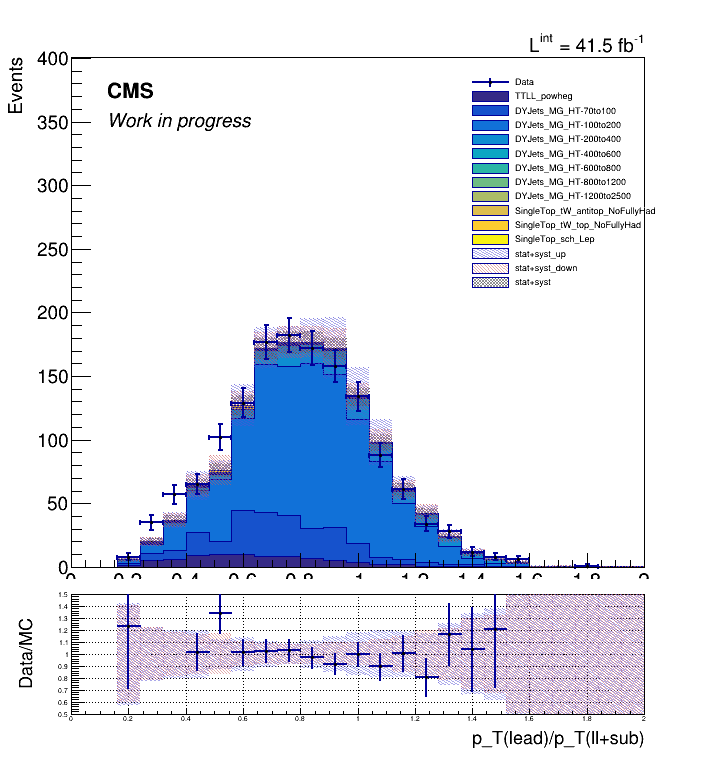 L^int = 41.5 fb^-1
Events
400
350
300
250
200
150
100
50
0
CMS
Work in progress
Data
TTLL_powheg
DYJets_MG_HT-70to100
DYJets_MG_HT-100to200
DYJets_MG_HT-200to400
DYJets_MG_HT-400to600
DYJets_MG_HT-600to800
DYJets_MG_HT-800to1200
DYJets_MG_HT-1200to2500
SingleTop_tW_antitop_NoFullyHad
SingleTop_tW_top_NoFullyHad
SingleTop_sch_Lep
stat+syst_up
stat+syst_down
stat+syst
0 0.2 0.4 0.6 0.8 1 1.2 1.4 1.6 1.8 2
Data/MC
1.5
1.4
1.3
1.2
1.1
1
0.9
0.8
0.7
0.6
0.5
0 0.2 0.4 0.6 0.8 1 1.2 1.4 1.6 1.8 2
p_T(lead)/p_T(ll+sub)